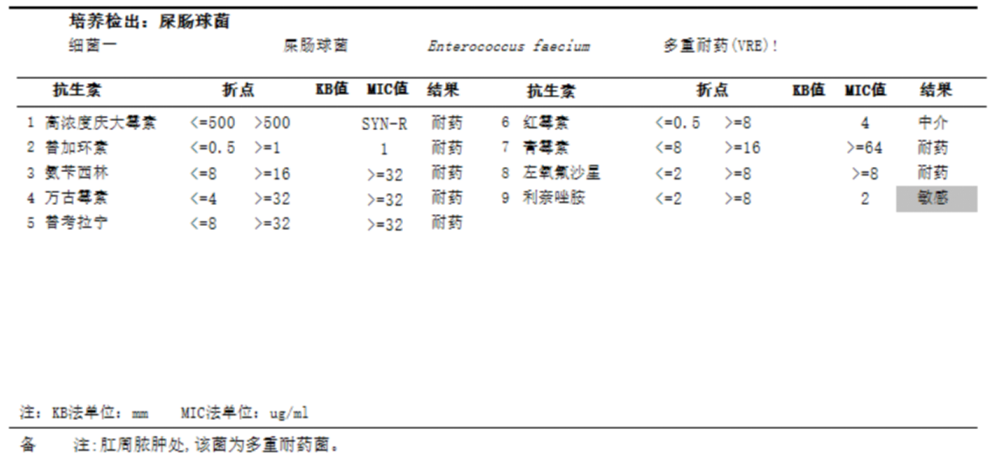 培养检出：屎肠球菌
细菌一 屎肠球菌 Enterococcus faecium 多重耐药(VRE)!
抗生素 折点 KB值 MIC值 结果 抗生素 折点 KB值 MIC值 结果
1 高浓度庆大霉素 <=500 >500 SYN-R 耐药 6 红霉素 <=0.5 >=8 4 中介
2 替加环素 <=0.5 >=1 1 耐药 7 青霉素 <=8 >=16 >=64 耐药
3 氨苄西林 <=8 >=16 >=32 耐药 8 左氧氟沙星 <=2 >=8 >=8 耐药
4 万古霉素 <=4 >=32 >=32 耐药 9 利奈唑胺 <=2 >=8 2 敏感
5 替考拉宁 <=8 >=32 >=32 耐药
注：KB法单位：mm MIC法单位：ug/ml
备 注:肛周脓肿处,该菌为多重耐药菌。